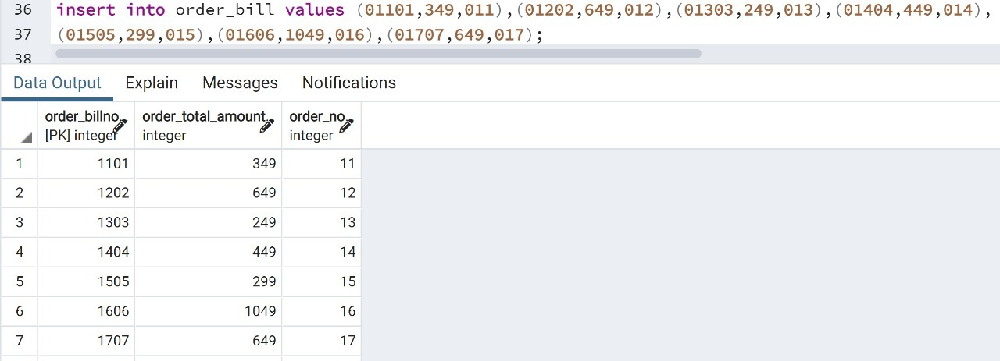 36 insert into order_bill values (01101,349,011),(01202,649,012),(01303,249,013),(01404,449,014),
37 (01505,299,015),(01606,1049,016),(01707,649,017);
38
Data Output Explain Messages Notifications
order_billno order_total_amount order_no
[PK] integer integer integer
1 1101 349 11
2 1202 649 12
3 1303 249 13
4 1404 449 14
5 1505 299 15
6 1606 1049 16
7 1707 649 17